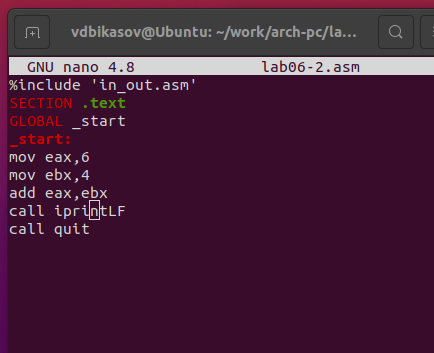 vdbikasov@Ubuntu: ~/work/arch-pc/la...
GNU nano 4.8 lab06-2.asm
%include 'in_out.asm'
SECTION .text
GLOBAL _start
_start:
mov eax,6
mov ebx,4
add eax,ebx
call iprintLF
call quit